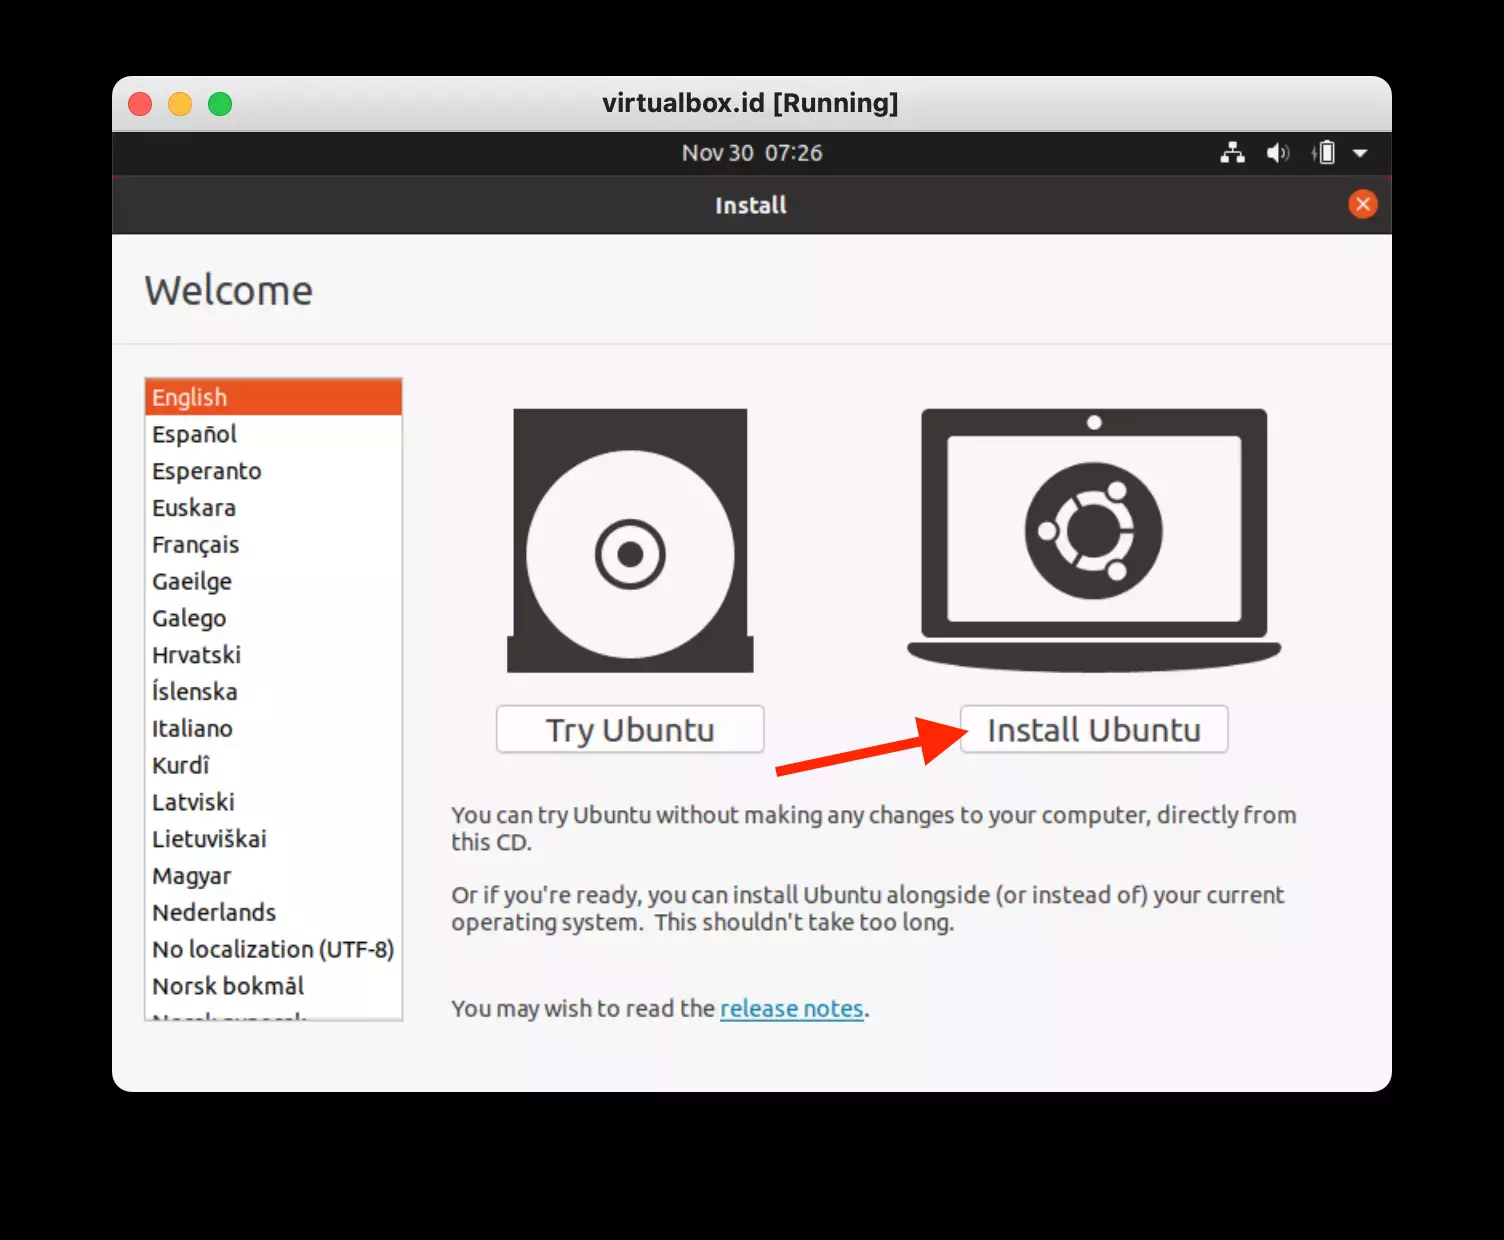 virtualbox.id [Running]
Nov 30 07:26
Install
Welcome
English
Español
Esperanto
Euskara
Français
Gaeilge
Galego
Hrvatski
Íslenska
Italiano
Kurdî
Latviski
Lietuviškai
Magyar
Nederlands
No localization (UTF-8)
Norsk bokmål
Try Ubuntu
Install Ubuntu
You can try Ubuntu without making any changes to your computer, directly from
this CD.
Or if you're ready, you can install Ubuntu alongside (or instead of) your current
operating system. This shouldn't take too long.
You may wish to read the release notes.